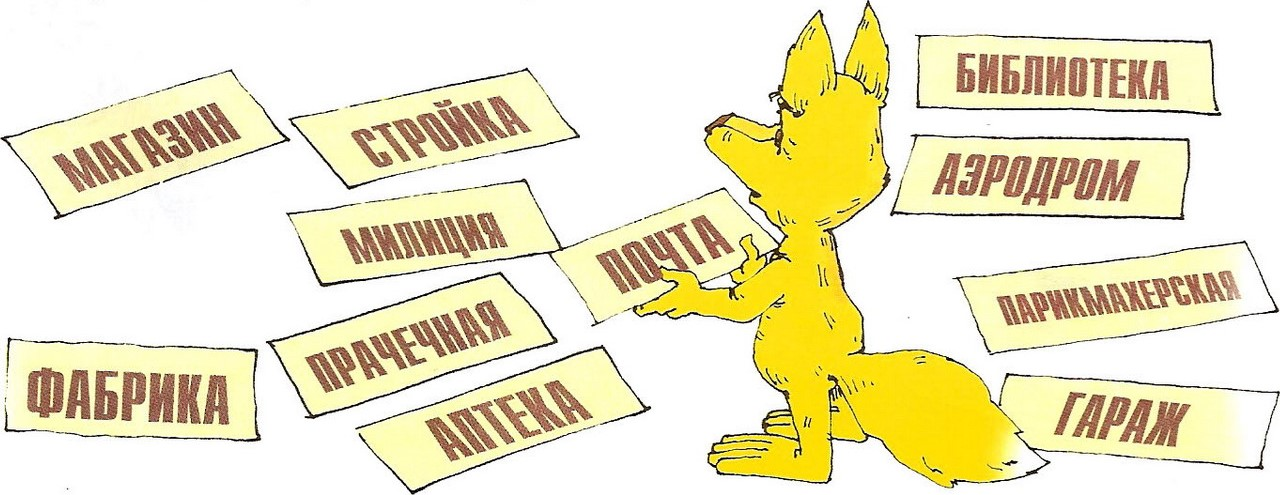 МАГАЗИН
СТРОЙКА
МИЛИЦИЯ
ПОЧТА
ПРАЧЕЧНАЯ
ФАБРИКА
АПТЕКА
БИБЛИОТЕКА
АЭРОДРОМ
ПАРИКМАХЕРСКАЯ
ГАРАЖ